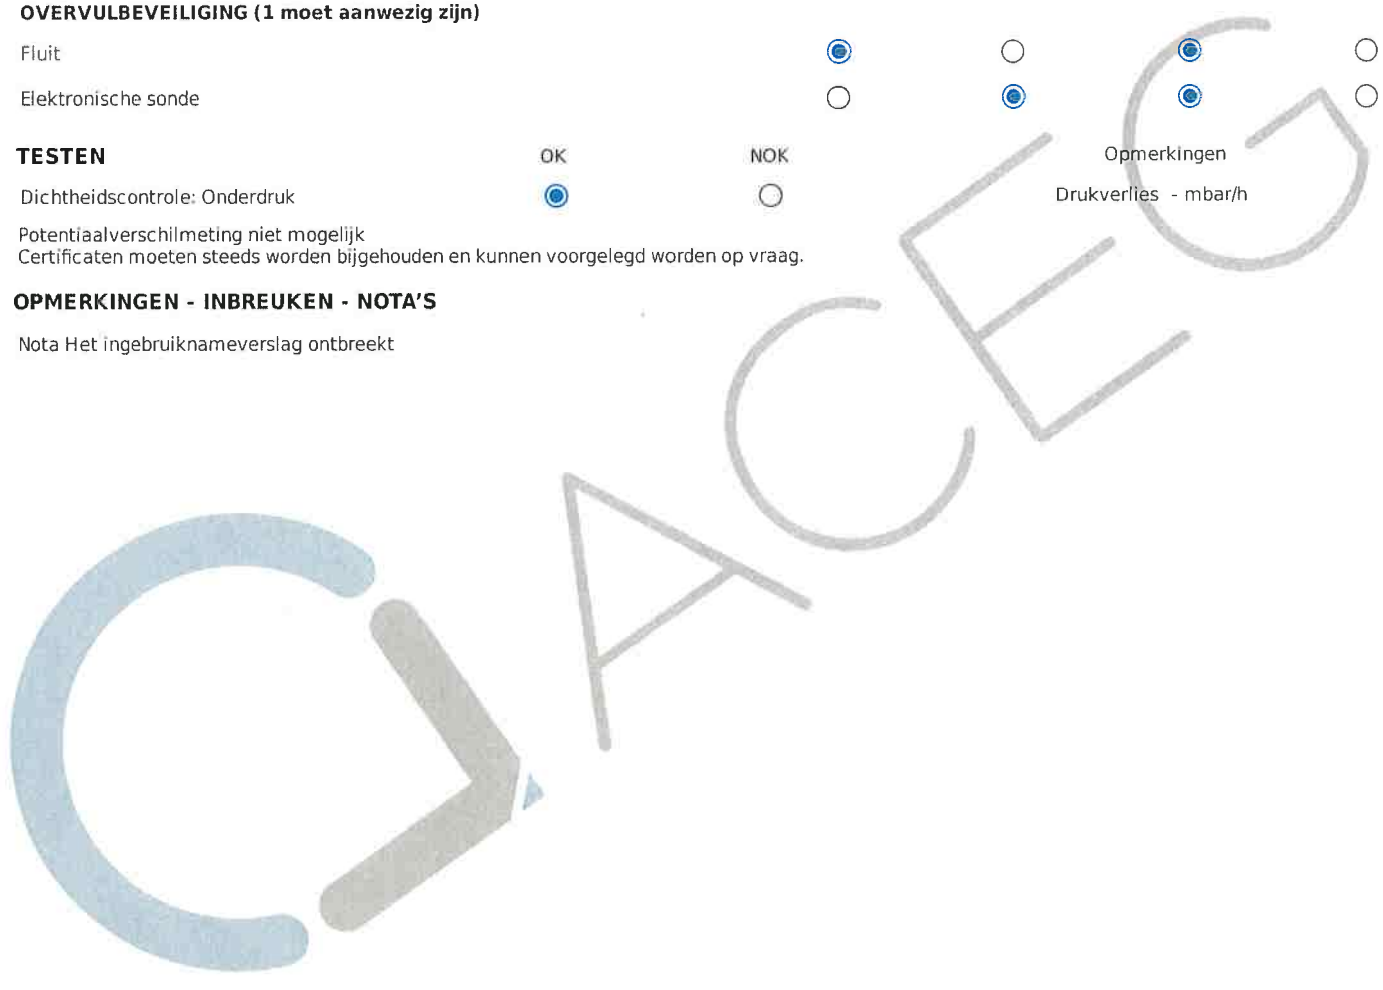 OVERVULBEVEILIGING (1 moet aanwezig zijn)
Fluit
Elektronische sonde
TESTEN OK NOK Opmerkingen
Dichtheidscontrole: Onderdruk Drukverlies - mbar/h
Potentiaalverschilmeting niet mogelijk
Certificaten moeten steeds worden bijgehouden en kunnen voorgelegd worden op vraag.
OPMERKINGEN - INBREUKEN - NOTA'S
Nota Het ingebruiknameverslag ontbreekt
ACEG